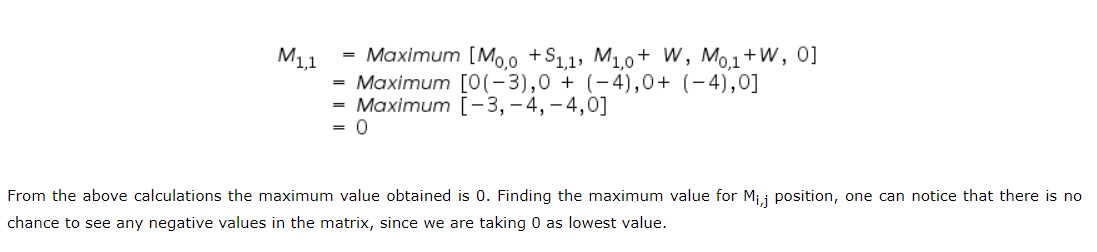 M₁,₁ = Maximum [M₀,₀ +S₁,₁, M₁,₀+ W, M₀,₁+W, 0]
= Maximum [0(−3),0 + (−4),0+ (−4),0]
= Maximum [−3,−4,−4,0]
= 0
From the above calculations the maximum value obtained is 0. Finding the maximum value for Mi,j position, one can notice that there is no
chance to see any negative values in the matrix, since we are taking 0 as lowest value.